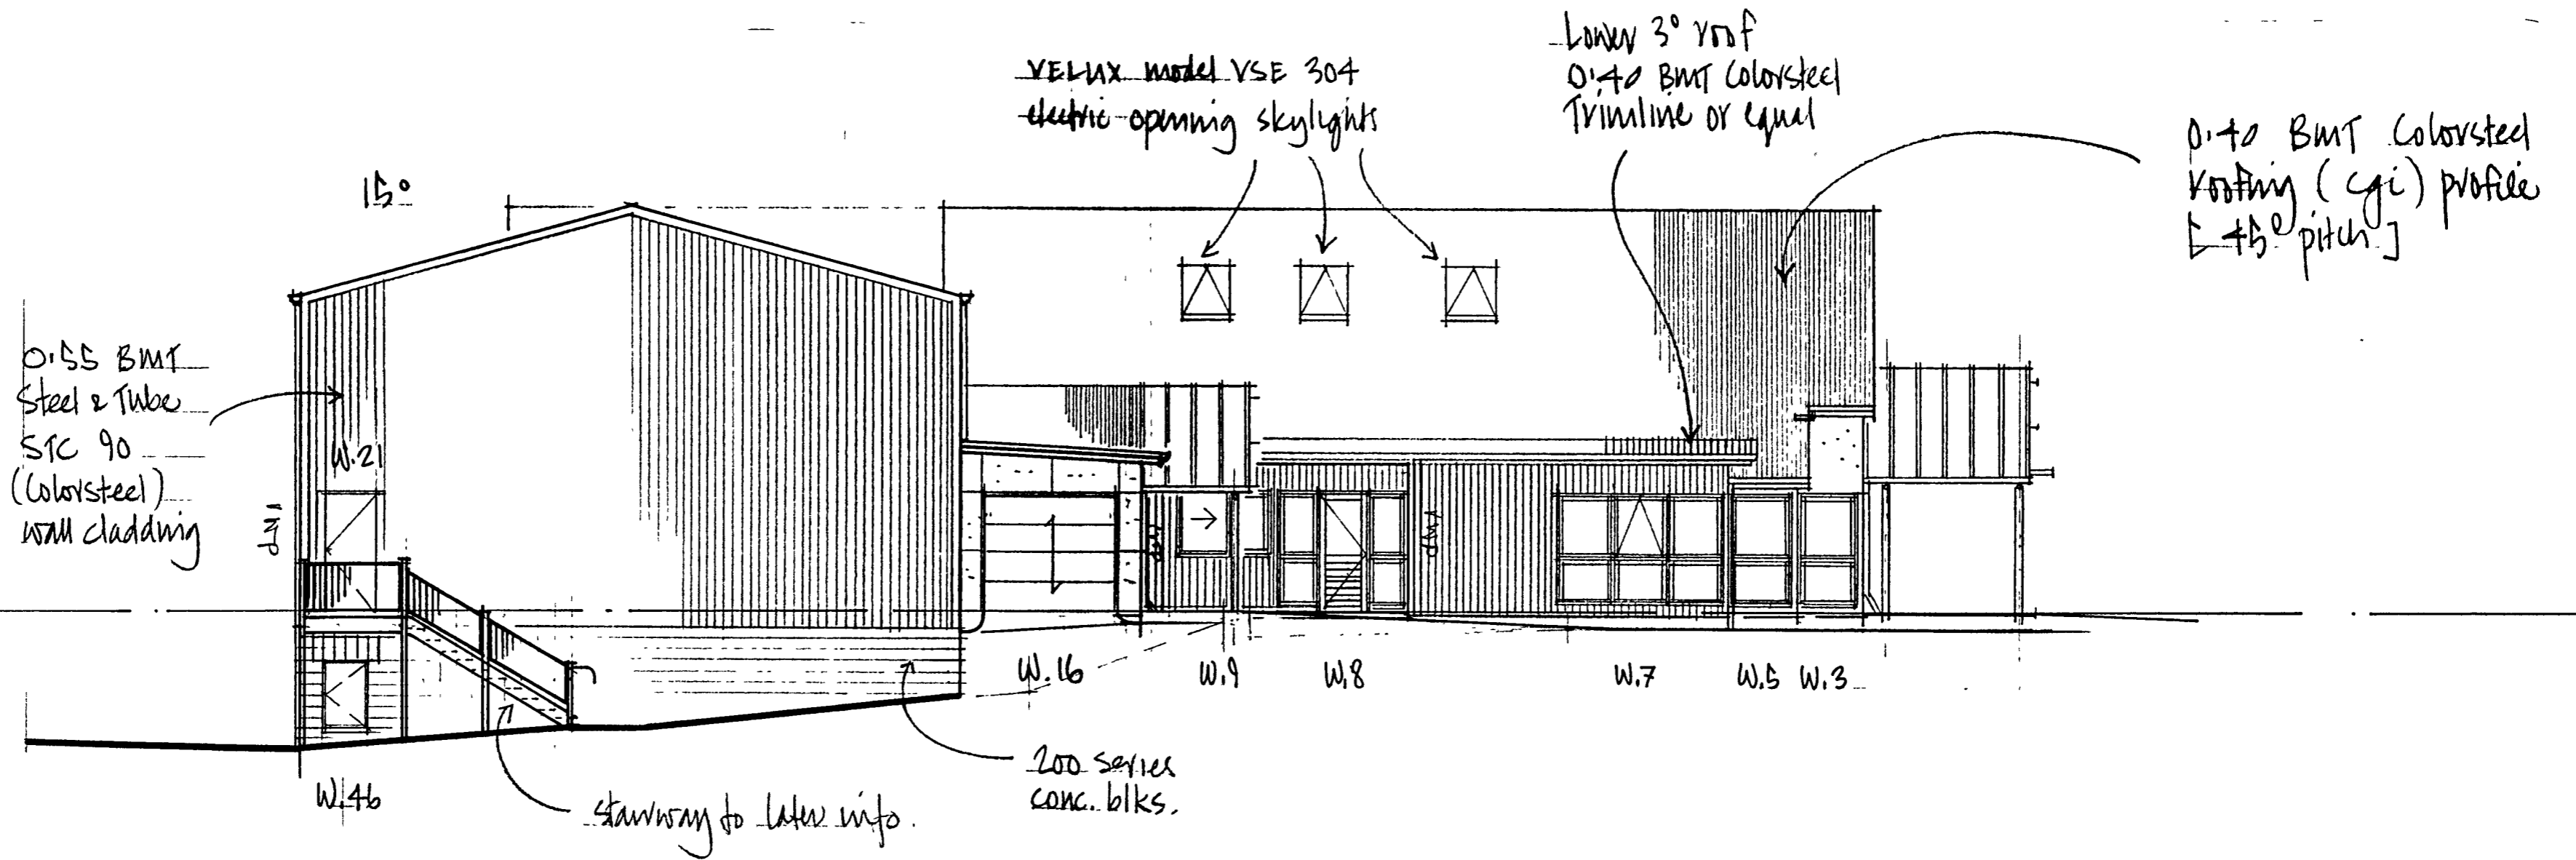 VELUX model VSE 304
electric opening skylights
Lower 3° roof
0.40 BMT Colorsteel
Trimline or equal
0.40 BMT Colorsteel
roofing (cgi) profile
[45° pitch]
15°
0.55 BMT
Steel & Tube
STC 90
(Colorsteel)
wall cladding
W.21
W.16
W.9
W.8
W.7
W.5
W.3
W.46
stairway to later info.
200 series
conc. blks.